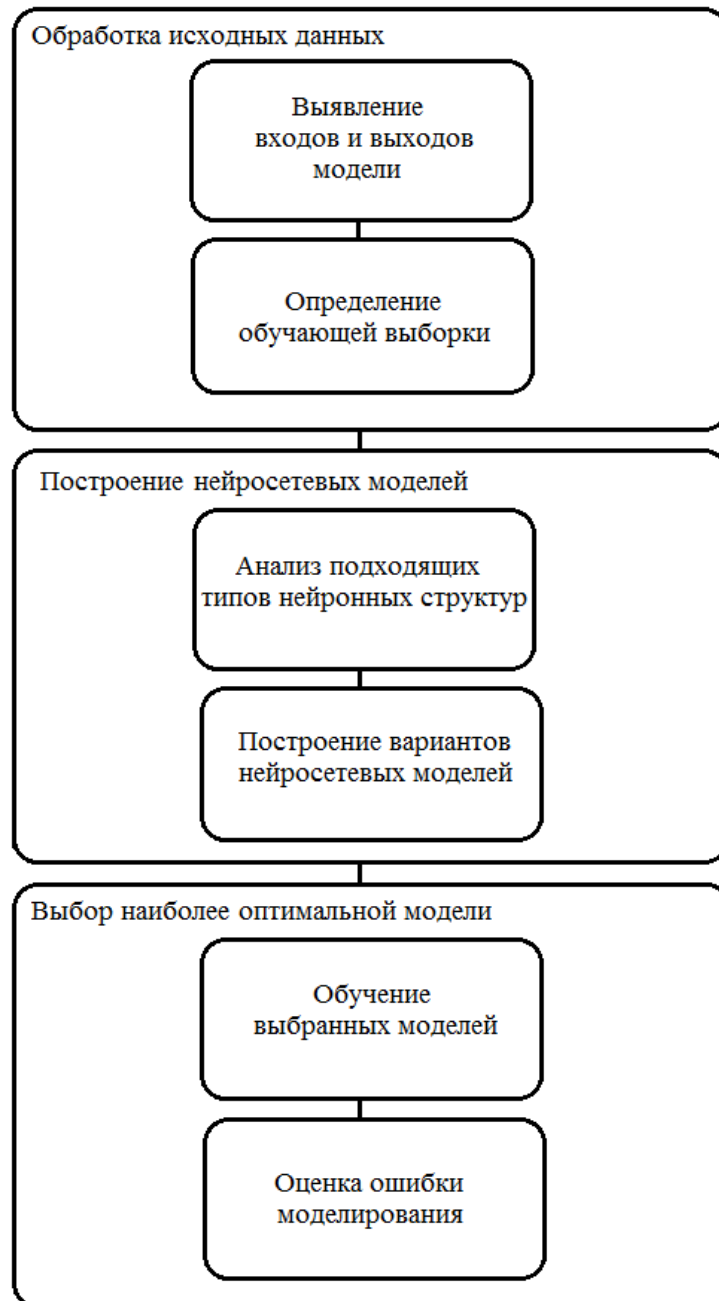 Обработка исходных данных
Выявление
входов и выходов
модели
Определение
обучающей выборки
Построение нейросетевых моделей
Анализ подходящих
типов нейронных структур
Построение вариантов
нейросетевых моделей
Выбор наиболее оптимальной модели
Обучение
выбранных моделей
Оценка ошибки
моделирования